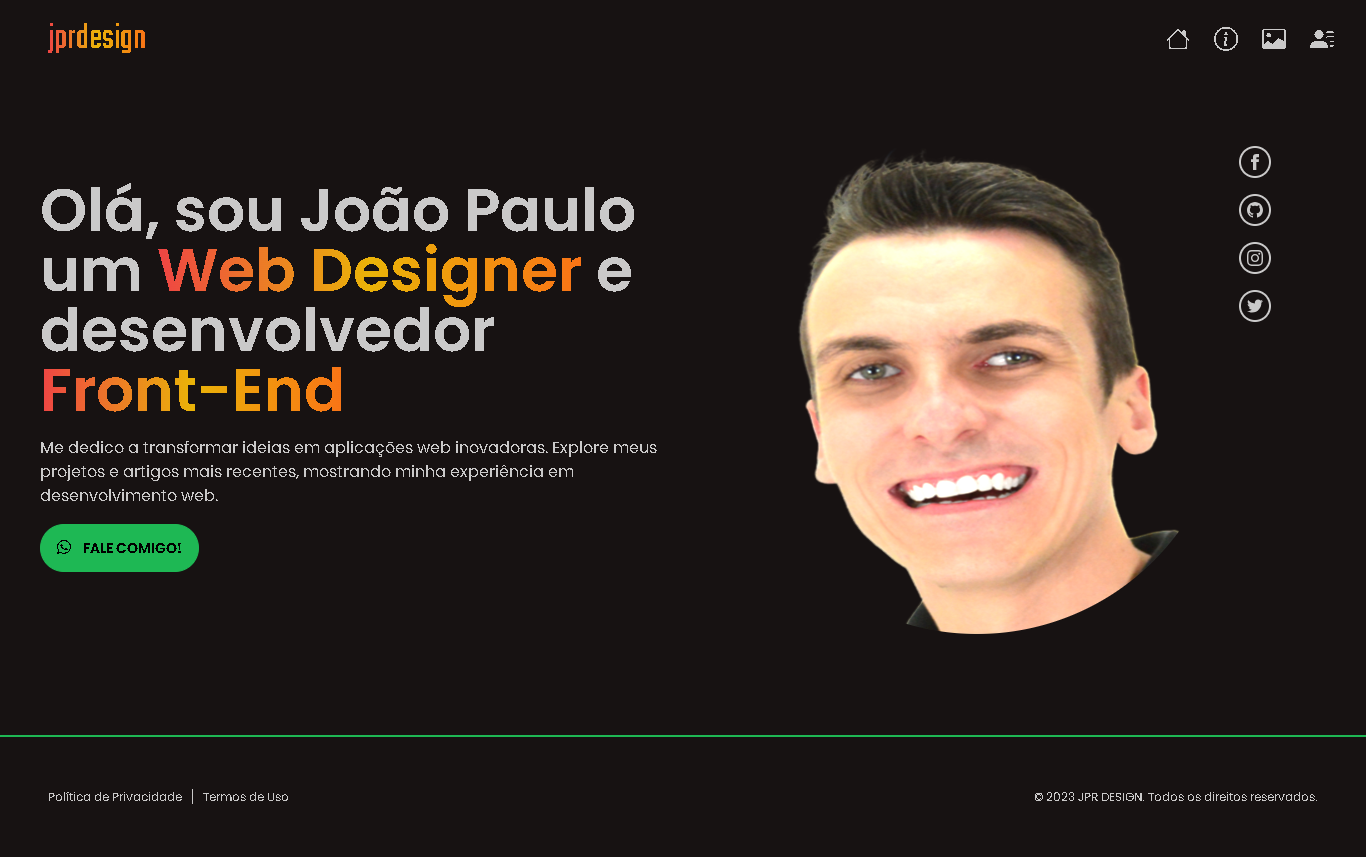 jprdesign
Olá, sou João Paulo
um Web Designer e
desenvolvedor
Front-End
Me dedico a transformar ideias em aplicações web inovadoras. Explore meus
projetos e artigos mais recentes, mostrando minha experiência em
desenvolvimento web.
FALE COMIGO!
Política de Privacidade | Termos de Uso
© 2023 JPR DESIGN. Todos os direitos reservados.